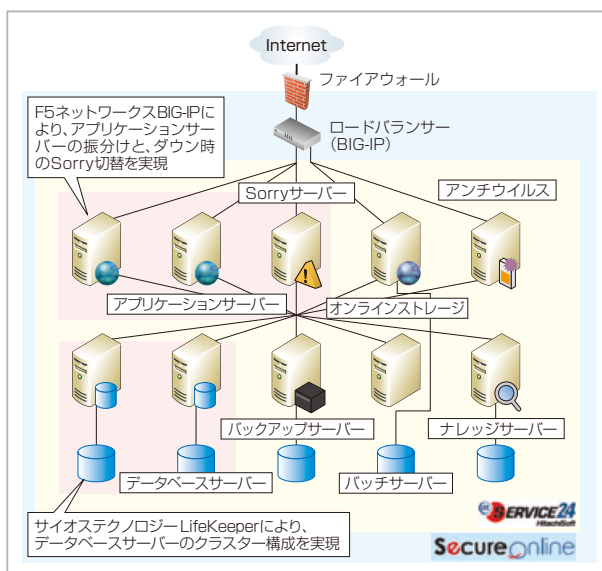 Internet
ファイアウォール
F5ネットワークスBIG-IPに
より、アプリケーションサー
バーの振分けと、ダウン時
のSorry切替を実現
ロードバランサー
(BIG-IP)
Sorryサーバー
アンチウイルス
アプリケーションサーバー
オンラインストレージ
バックアップサーバー
ナレッジサーバー
データベースサーバー
バッチサーバー
サイオステクノロジーLifeKeeperにより、
データベースサーバーのクラスター構成を実現
SERVICE24
HitachiSoft
Secureonline